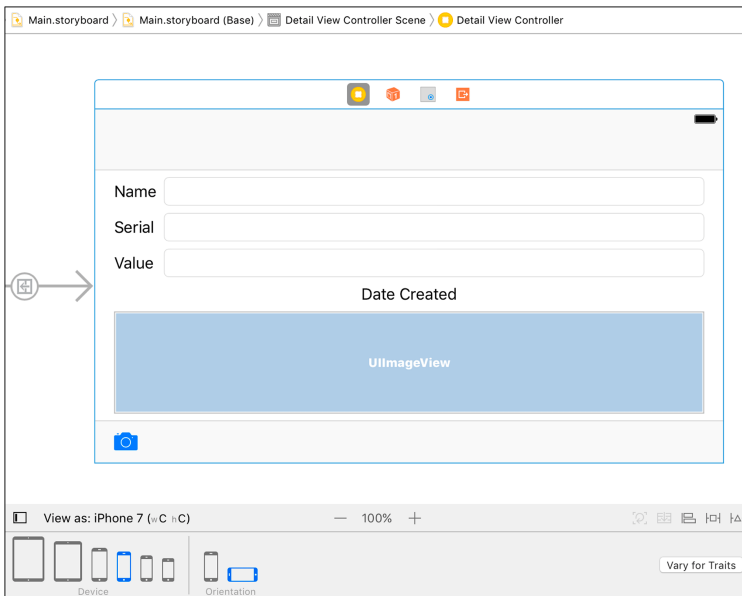 Main.storyboard 〉 Main.storyboard (Base) 〉 Detail View Controller Scene 〉 Detail View Controller
Name
Serial
Value
Date Created
UIImageView
View as: iPhone 7 (wC hC) — 100% +
Vary for Traits
Device Orientation